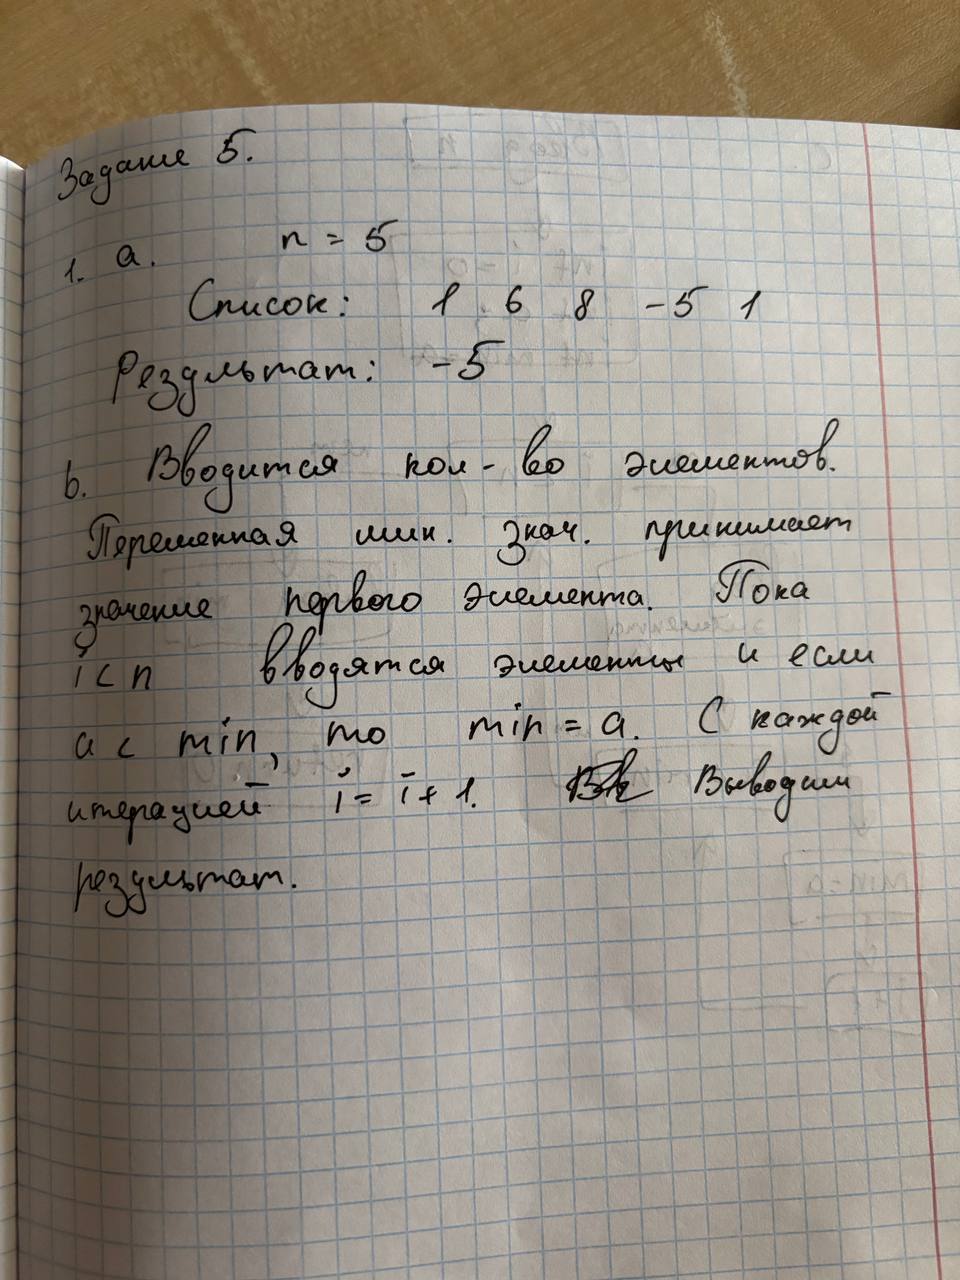 Задание 5.
1. a. n = 5
Список: 1 6 8 -5 1
Результат: -5
b. Вводится кол-во элементов.
Переменная мин. знач. принимает
значение первого элемента. Пока
i < n вводятся элементы и если
a < min, то min = a. С каждой
итерацией i = i + 1. Выводим
результат.